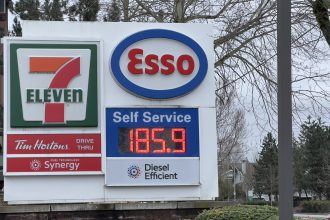 7
ELEVEN
Esso
Self Service
185.9
Tim Hortons. DRIVE
THRU
Synergy
Diesel
Efficient